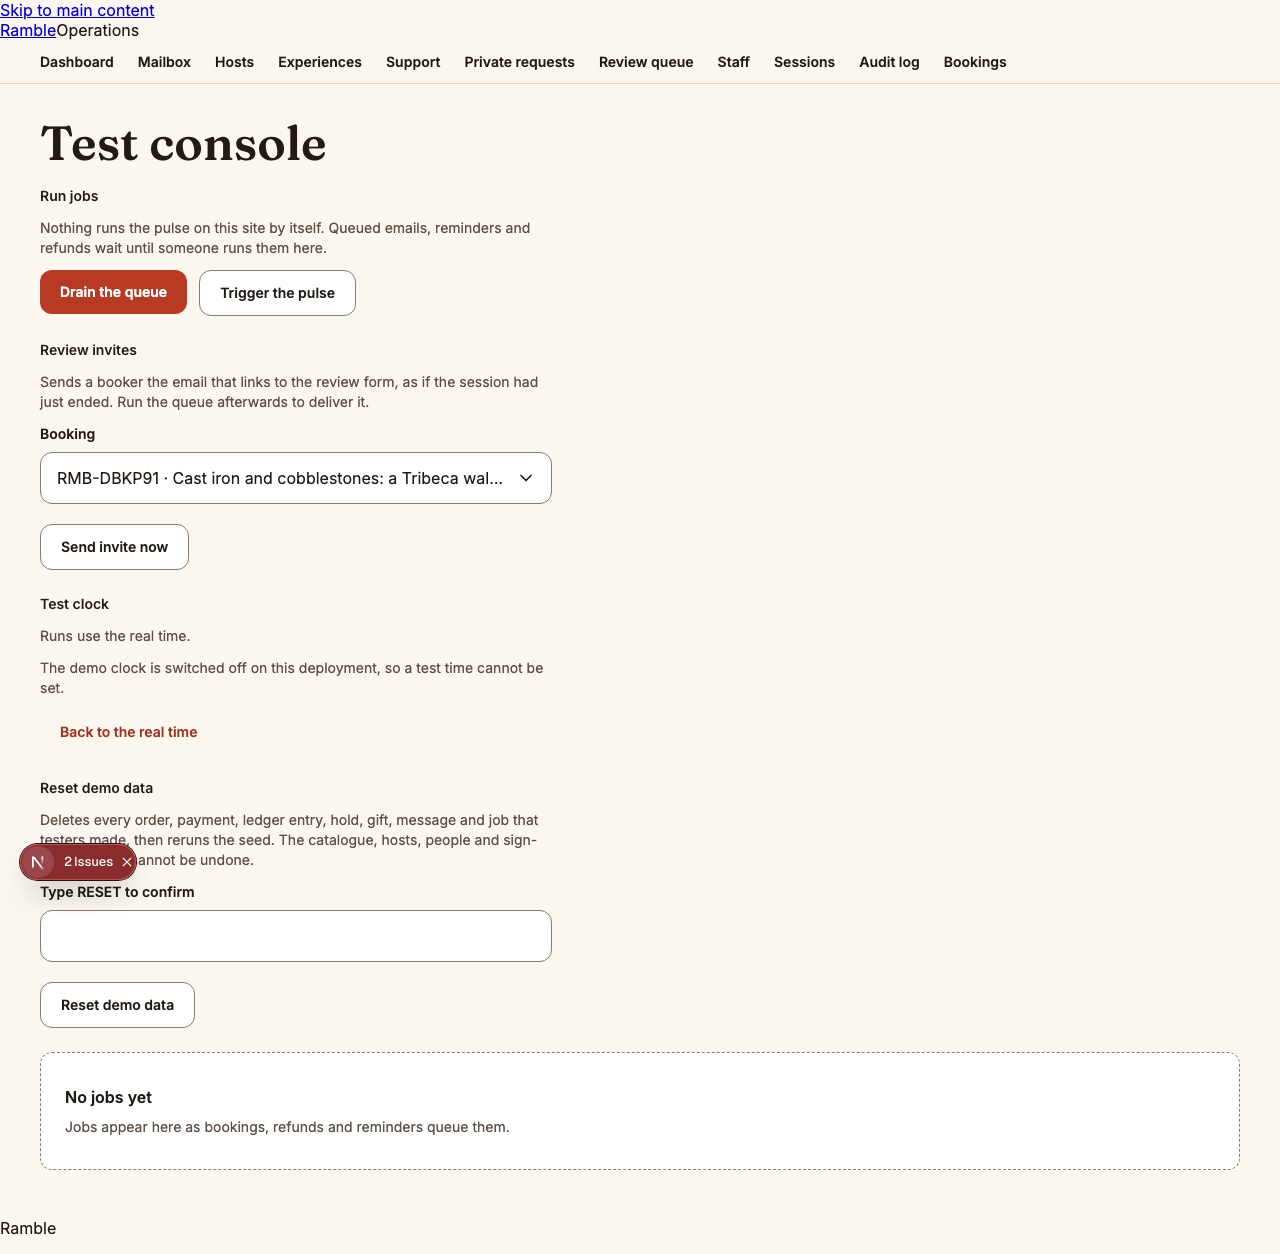 Skip to main content
RambleOperations
Dashboard Mailbox Hosts Experiences Support Private requests Review queue Staff Sessions Audit log Bookings
Test console
Run jobs
Nothing runs the pulse on this site by itself. Queued emails, reminders and
refunds wait until someone runs them here.
Drain the queue Trigger the pulse
Review invites
Sends a booker the email that links to the review form, as if the session had
just ended. Run the queue afterwards to deliver it.
Booking
RMB-DBKP91 · Cast iron and cobblestones: a Tribeca wal...
Send invite now
Test clock
Runs use the real time.
The demo clock is switched off on this deployment, so a test time cannot be
set.
Back to the real time
Reset demo data
Deletes every order, payment, ledger entry, hold, gift, message and job that
testers made, then reruns the seed. The catalogue, hosts, people and sign-
annot be undone.
2 Issues
Type RESET to confirm
Reset demo data
No jobs yet
Jobs appear here as bookings, refunds and reminders queue them.
Ramble